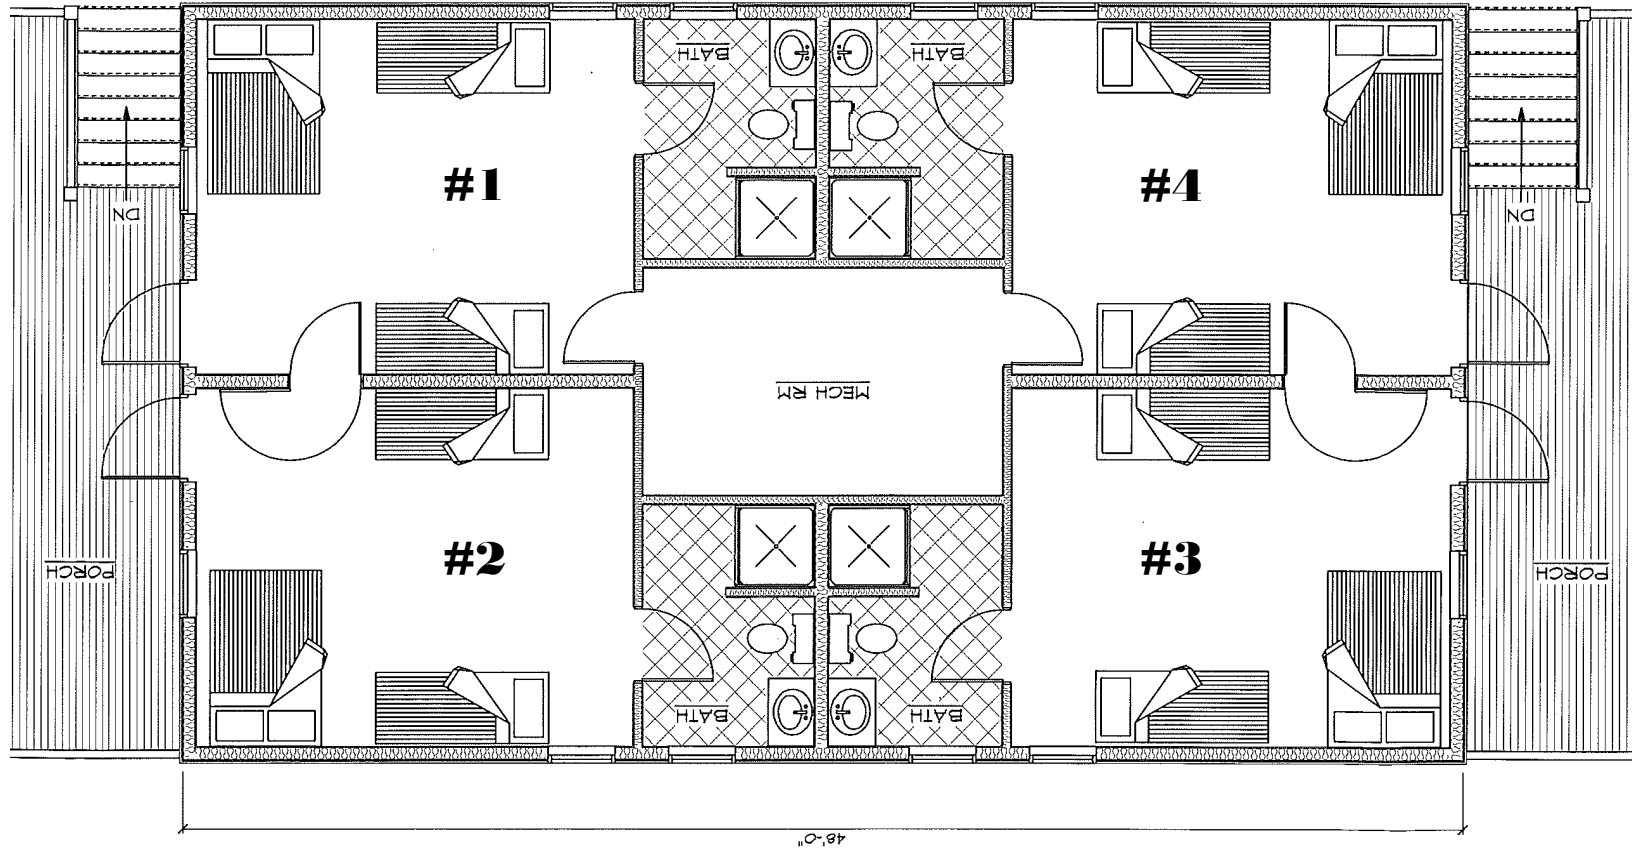 BATH
BATH
#1
#4
DN
DN
MECH RM
#2
#3
PORCH
PORCH
BATH
BATH
48'-0"